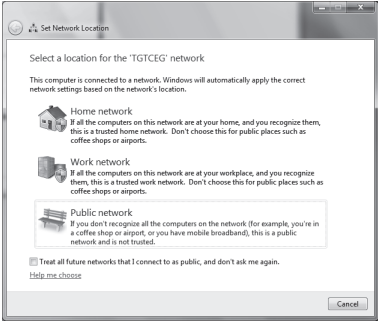 Set Network Location
Select a location for the 'TGTCEG' network
This computer is connected to a network. Windows will automatically apply the correct
network settings based on the network's location.
Home network
If all the computers on this network are at your home, and you recognize them,
this is a trusted home network. Don't choose this for public places such as
coffee shops or airports.
Work network
If all the computers on this network are at your workplace, and you recognize
them, this is a trusted work network. Don't choose this for public places such as
coffee shops or airports.
Public network
If you don't recognize all the computers on the network (for example, you're in
a coffee shop or airport, or you have mobile broadband), this is a public
network and is not trusted.
Treat all future networks that I connect to as public, and don't ask me again.
Help me choose
Cancel